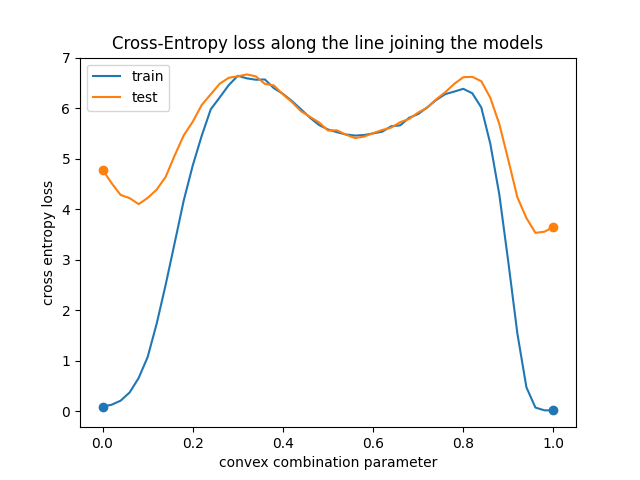 Cross-Entropy loss along the line joining the models
train
test
cross entropy loss
7
6
5
4
3
2
1
0
0.0 0.2 0.4 0.6 0.8 1.0
convex combination parameter